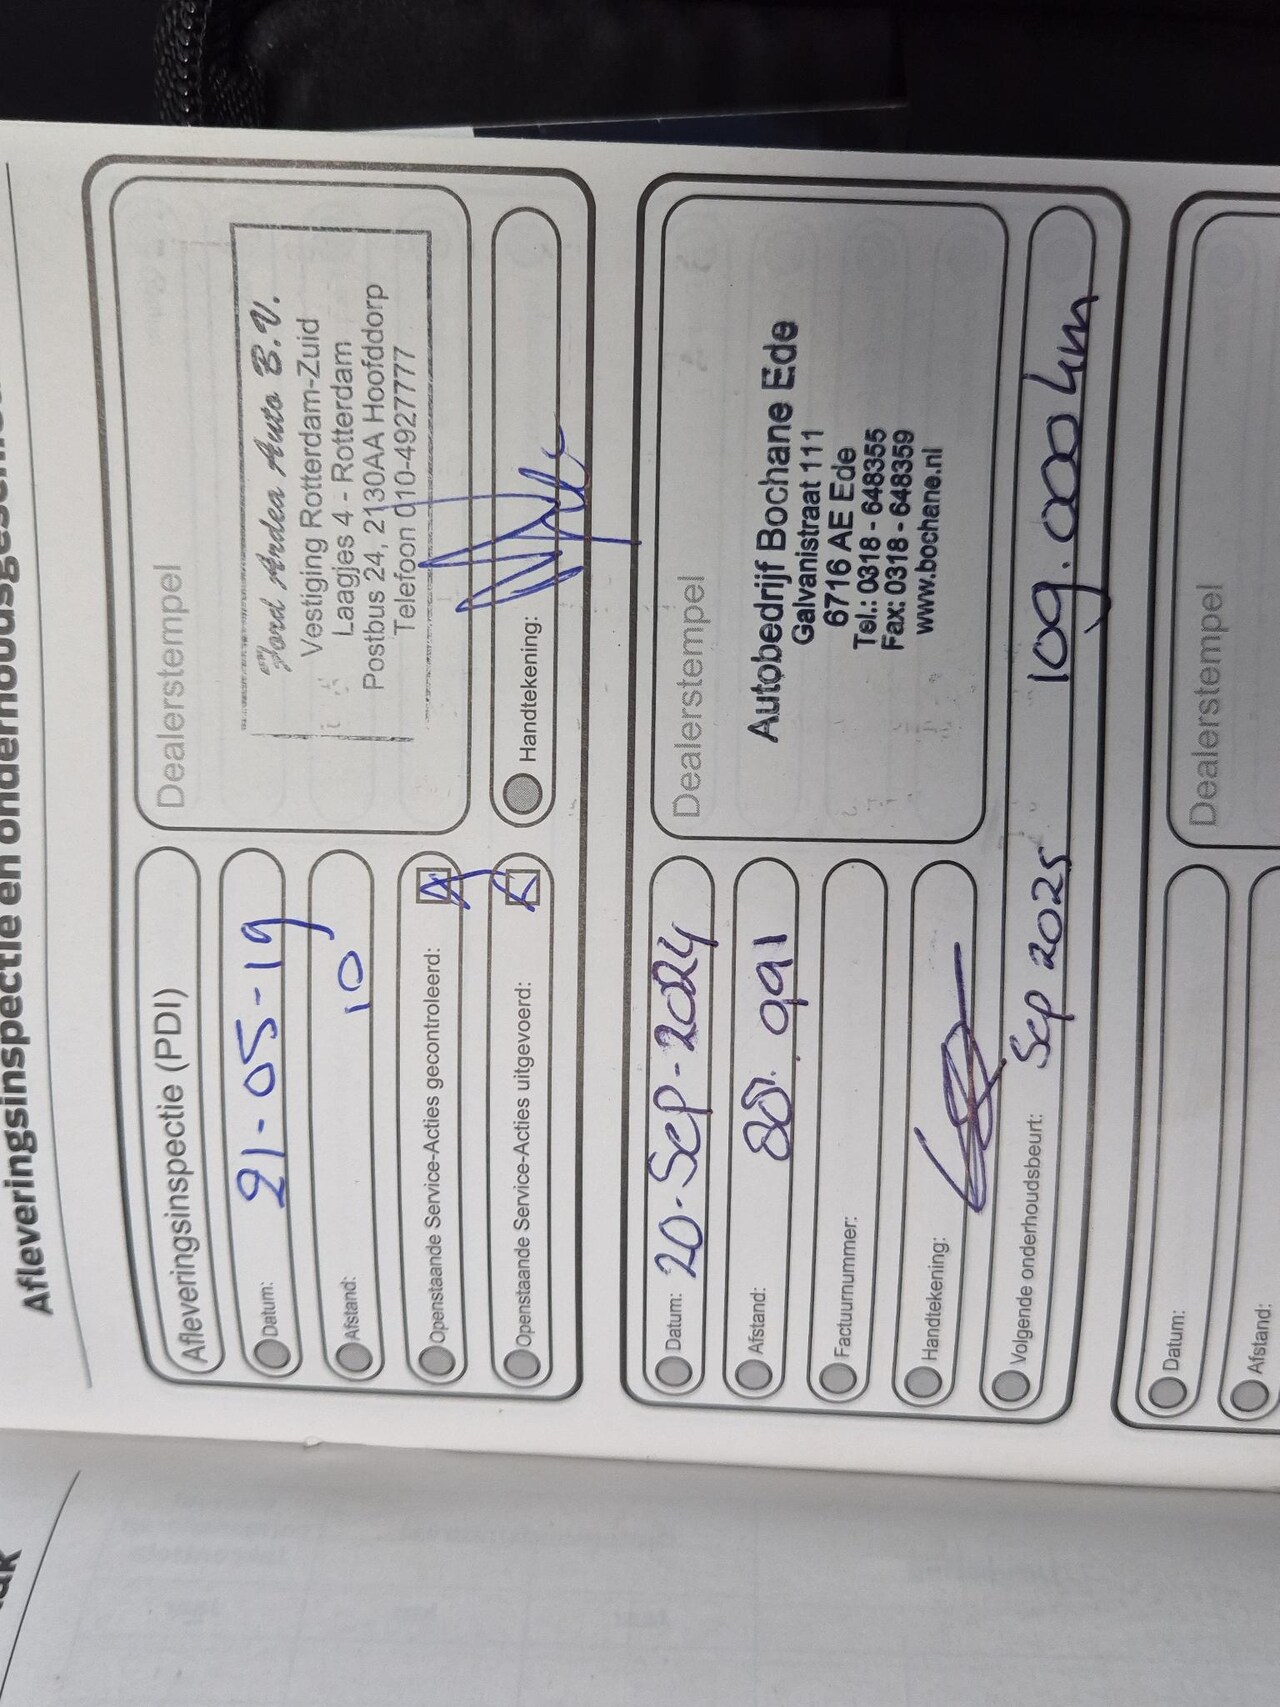 Afleveringsinspectie en
Afleveringsinspectie (PDI)
Datum: 21-05-19
Afstand: 10
Openstaande Service-Acties gecontroleerd:
Openstaande Service-Acties uitgevoerd:
Dealerstempel
Ford Ardea Auto B.V.
Vestiging Rotterdam-Zuid
Laagjes 4 - Rotterdam
Postbus 24, 2130AA Hoofddorp
Telefoon 010-4927777
Handtekening:
Datum: 20-Sep-2024
Afstand:
Factuurnummer:
Handtekening:
Volgende onderhoudsbeurt: Sep 2025 109.000 km
Dealerstempel
Autobedrijf Bochane Ede
Galvanistraat 111
6716 AE Ede
Tel.: 0318 - 648355
Fax: 0318 - 648359
www.bochane.nl
Datum:
Afstand:
Dealerstempel